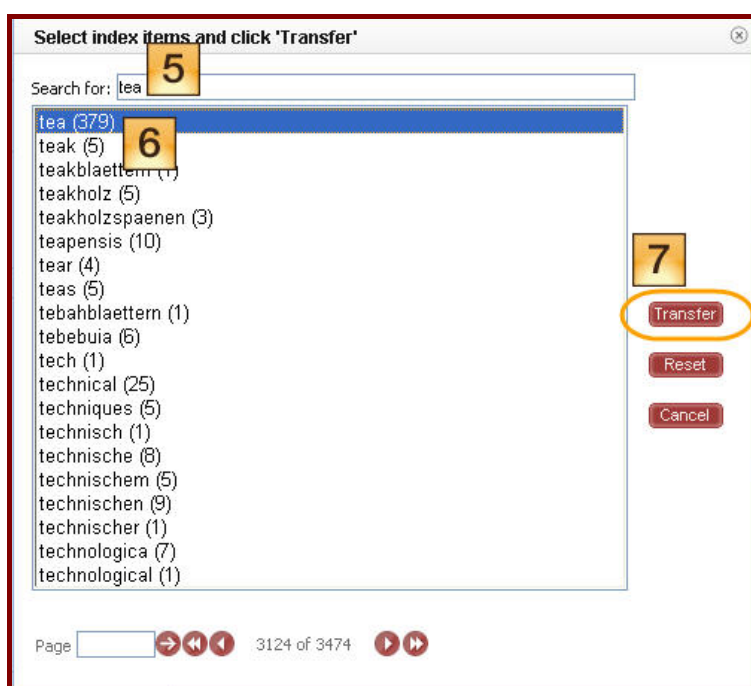 Select index items and click 'Transfer'
5
Search for: tea
tea (379)
6
teak (5)
teakblaettern (1)
teakholz (5)
teakholzspaenen (3)
teapensis (10)
tear (4)
7
teas (5)
tebahblaettern (1)
Transfer
tebebuia (6)
tech (1)
Reset
technical (25)
techniques (5)
Cancel
technisch (1)
technische (8)
technischem (5)
technischen (9)
technischer (1)
technologica (7)
technological (1)
Page 3124 of 3474